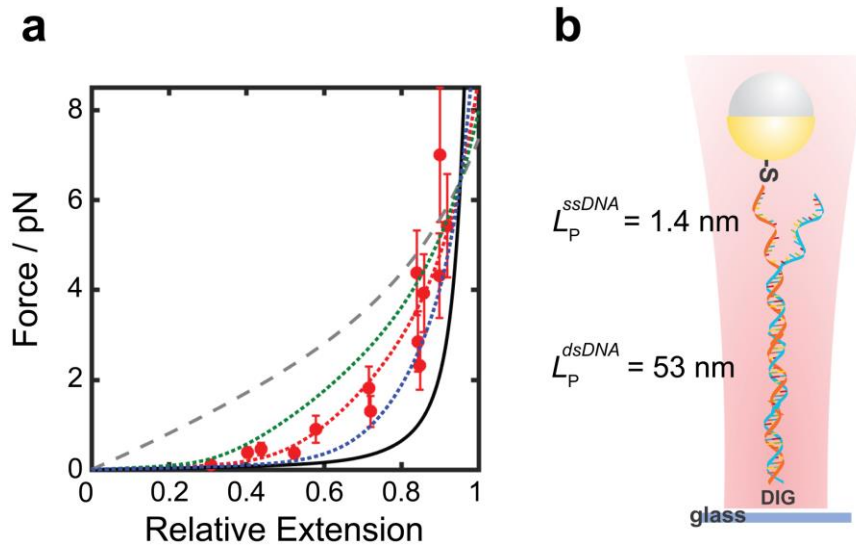 a
b
8
6
4
2
0
0
0.2
0.4
0.6
0.8
1
Force / pN
Relative Extension
-S
L_P^{ssDNA} = 1.4 nm
L_P^{dsDNA} = 53 nm
DIG
glass